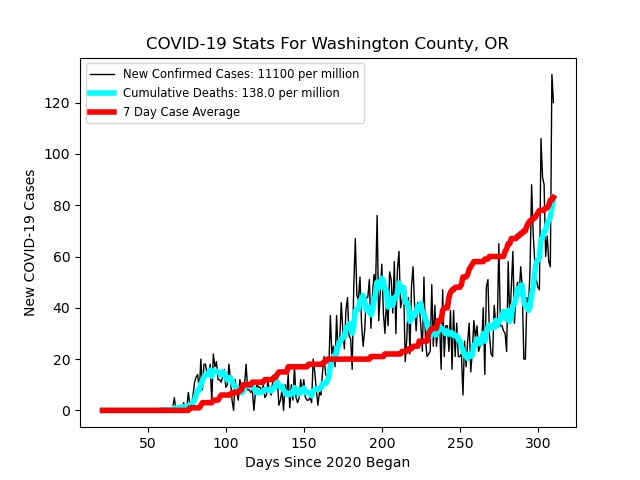 COVID-19 Stats For Washington County, OR
New Confirmed Cases: 11100 per million
Cumulative Deaths: 138.0 per million
7 Day Case Average
New COVID-19 Cases
120
100
80
60
40
20
0
50 100 150 200 250 300
Days Since 2020 Began